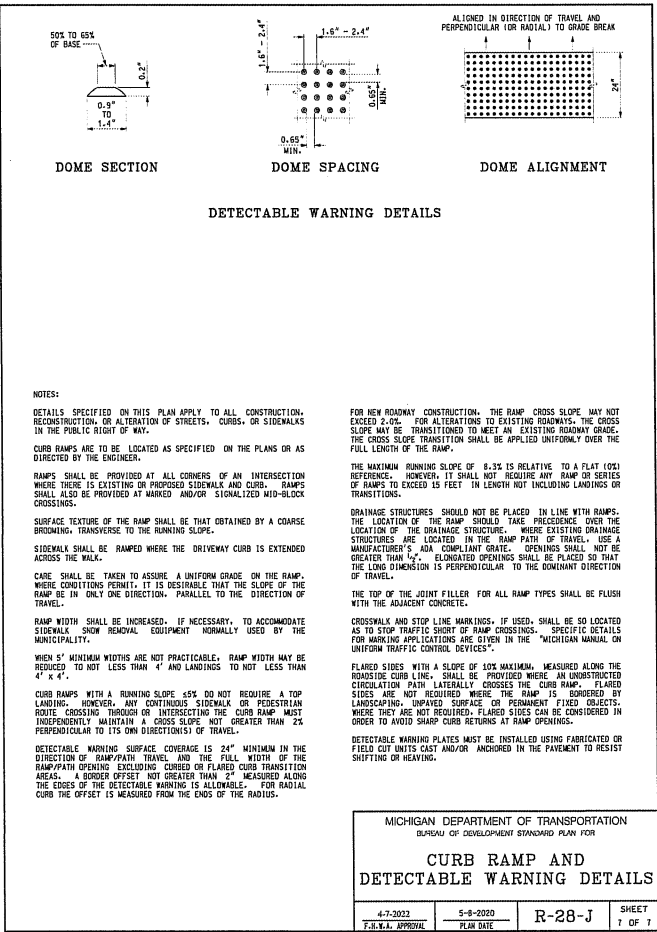 50% TO 65%
OF BASE
0.2"
0.9"
TO
1.4"
DOME SECTION
1.6" - 2.4"
1.6" - 2.4"
0.65"
MIN.
0.65"
MIN.
DOME SPACING
ALIGNED IN DIRECTION OF TRAVEL AND
PERPENDICULAR (OR RADIAL) TO GRADE BREAK
24"
DOME ALIGNMENT
DETECTABLE WARNING DETAILS
NOTES:
DETAILS SPECIFIED ON THIS PLAN APPLY TO ALL CONSTRUCTION,
RECONSTRUCTION, OR ALTERATION OF STREETS, CURBS, OR SIDEWALKS
IN THE PUBLIC RIGHT OF WAY.
CURB RAMPS ARE TO BE LOCATED AS SPECIFIED ON THE PLANS OR AS
DIRECTED BY THE ENGINEER.
RAMPS SHALL BE PROVIDED AT ALL CORNERS OF AN INTERSECTION
WHERE THERE IS EXISTING OR PROPOSED SIDEWALK AND CURB. RAMPS
SHALL ALSO BE PROVIDED AT MARKED AND/OR SIGNALIZED MID-BLOCK
CROSSINGS.
SURFACE TEXTURE OF THE RAMP SHALL BE THAT OBTAINED BY A COARSE
BROOMING, TRANSVERSE TO THE RUNNING SLOPE.
SIDEWALK SHALL BE RAMPED WHERE THE DRIVEWAY CURB IS EXTENDED
ACROSS THE WALK.
CARE SHALL BE TAKEN TO ASSURE A UNIFORM GRADE ON THE RAMP.
WHERE CONDITIONS PERMIT, IT IS DESIRABLE THAT THE SLOPE OF THE
RAMP BE IN ONLY ONE DIRECTION, PARALLEL TO THE DIRECTION OF
TRAVEL.
RAMP WIDTH SHALL BE INCREASED, IF NECESSARY, TO ACCOMMODATE
SIDEWALK SNOW REMOVAL EQUIPMENT NORMALLY USED BY THE
MUNICIPALITY.
WHEN 5' MINIMUM WIDTHS ARE NOT PRACTICABLE, RAMP WIDTH MAY BE
REDUCED TO NOT LESS THAN 4' AND LANDINGS TO NOT LESS THAN
4' x 4'.
CURB RAMPS WITH A RUNNING SLOPE ≤5% DO NOT REQUIRE A TOP
LANDING. HOWEVER, ANY CONTINUOUS SIDEWALK OR PEDESTRIAN
ROUTE CROSSING THROUGH OR INTERSECTING THE CURB RAMP MUST
INDEPENDENTLY MAINTAIN A CROSS SLOPE NOT GREATER THAN 2%
PERPENDICULAR TO ITS OWN DIRECTION(S) OF TRAVEL.
DETECTABLE WARNING SURFACE COVERAGE IS 24" MINIMUM IN THE
DIRECTION OF RAMP/PATH TRAVEL AND THE FULL WIDTH OF THE
RAMP/PATH OPENING EXCLUDING CURBED OR FLARED CURB TRANSITION
AREAS. A BORDER OFFSET NOT GREATER THAN 2" MEASURED ALONG
THE EDGES OF THE DETECTABLE WARNING IS ALLOWABLE. FOR RADIAL
CURB THE OFFSET IS MEASURED FROM THE ENDS OF THE RADIUS.
FOR NEW ROADWAY CONSTRUCTION, THE RAMP CROSS SLOPE MAY NOT
EXCEED 2.0%. FOR ALTERATIONS TO EXISTING ROADWAYS, THE CROSS
SLOPE MAY BE TRANSITIONED TO MEET AN EXISTING ROADWAY GRADE.
THE CROSS SLOPE TRANSITION SHALL BE APPLIED UNIFORMLY OVER THE
FULL LENGTH OF THE RAMP.
THE MAXIMUM RUNNING SLOPE OF 8.3% IS RELATIVE TO A FLAT (0%)
REFERENCE. HOWEVER, IT SHALL NOT REQUIRE ANY RAMP OR SERIES
OF RAMPS TO EXCEED 15 FEET IN LENGTH NOT INCLUDING LANDINGS OR
TRANSITIONS.
DRAINAGE STRUCTURES SHOULD NOT BE PLACED IN LINE WITH RAMPS.
THE LOCATION OF THE RAMP SHOULD TAKE PRECEDENCE OVER THE
LOCATION OF THE DRAINAGE STRUCTURE. WHERE EXISTING DRAINAGE
STRUCTURES ARE LOCATED IN THE RAMP PATH OF TRAVEL, USE A
MANUFACTURER'S ADA COMPLIANT GRATE. OPENINGS SHALL NOT BE
GREATER THAN 1/2". ELONGATED OPENINGS SHALL BE PLACED SO THAT
THE LONG DIMENSION IS PERPENDICULAR TO THE DOMINANT DIRECTION
OF TRAVEL.
THE TOP OF THE JOINT FILLER FOR ALL RAMP TYPES SHALL BE FLUSH
WITH THE ADJACENT CONCRETE.
CROSSWALK AND STOP LINE MARKINGS, IF USED, SHALL BE SO LOCATED
AS TO STOP TRAFFIC SHORT OF RAMP CROSSINGS. SPECIFIC DETAILS
FOR MARKING APPLICATIONS ARE GIVEN IN THE "MICHIGAN MANUAL ON
UNIFORM TRAFFIC CONTROL DEVICES".
FLARED SIDES WITH A SLOPE OF 10% MAXIMUM, MEASURED ALONG THE
ROADSIDE CURB LINE, SHALL BE PROVIDED WHERE AN UNOBSTRUCTED
CIRCULATION PATH LATERALLY CROSSES THE CURB RAMP. FLARED
SIDES ARE NOT REQUIRED WHERE THE RAMP IS BORDERED BY
LANDSCAPING, UNPAVED SURFACE OR PERMANENT FIXED OBJECTS.
WHERE THEY ARE NOT REQUIRED, FLARED SIDES CAN BE CONSIDERED IN
ORDER TO AVOID SHARP CURB RETURNS AT RAMP OPENINGS.
DETECTABLE WARNING PLATES MUST BE INSTALLED USING FABRICATED OR
FIELD CUT UNITS CAST AND/OR ANCHORED IN THE PAVEMENT TO RESIST
SHIFTING OR HEAVING.
MICHIGAN DEPARTMENT OF TRANSPORTATION
BUREAU OF DEVELOPMENT STANDARD PLAN FOR
CURB RAMP AND
DETECTABLE WARNING DETAILS
4-7-2022
F.H.W.A. APPROVAL
5-8-2020
PLAN DATE
R-28-J
SHEET
7 OF 7